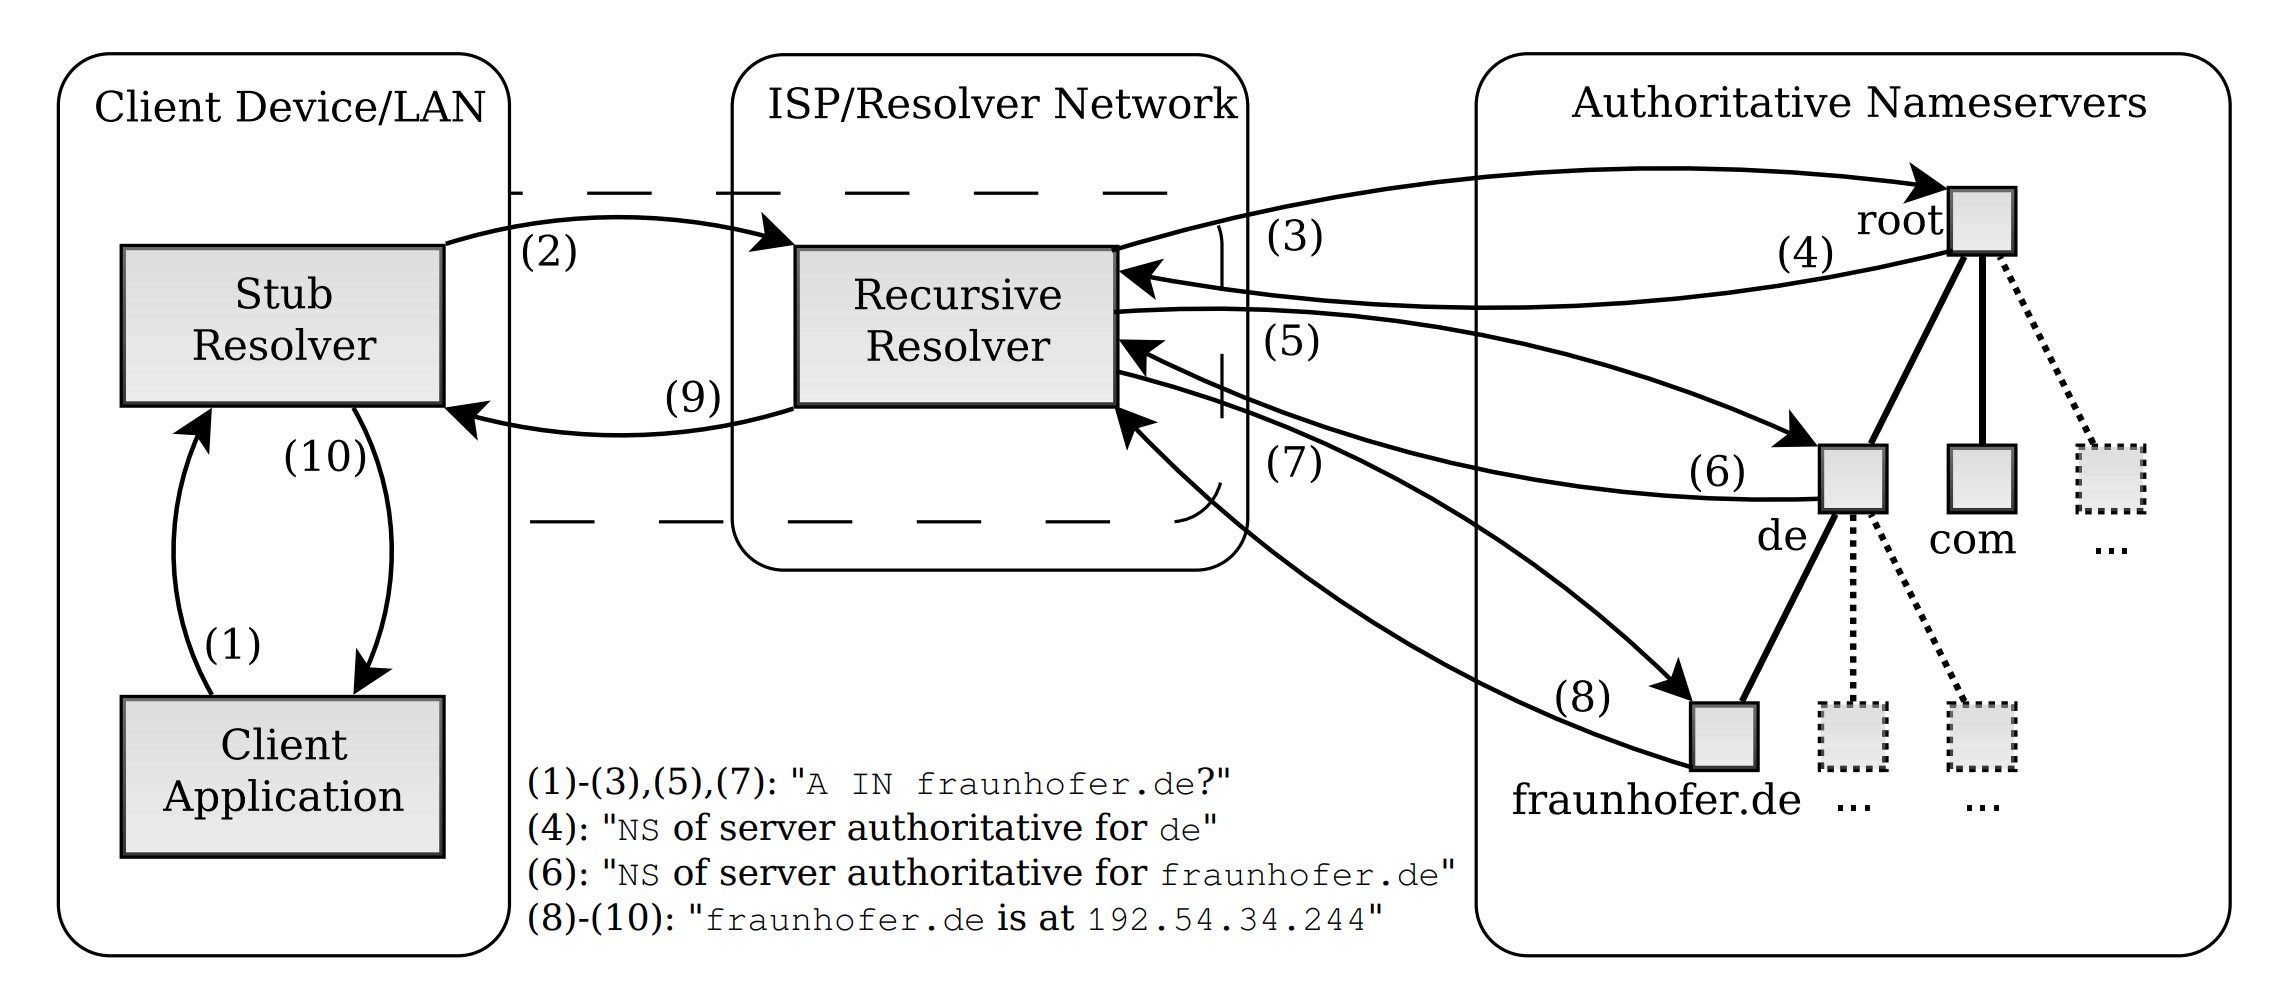 Client Device/LAN
ISP/Resolver Network
Authoritative Nameservers
Stub
Resolver
Recursive
Resolver
Client
Application
(1)
(2)
(3)
(4)
(5)
(6)
(7)
(8)
(9)
(10)
root
de
com
...
fraunhofer.de
...
...
(1)-(3),(5),(7): "A IN fraunhofer.de?"
(4): "NS of server authoritative for de"
(6): "NS of server authoritative for fraunhofer.de"
(8)-(10): "fraunhofer.de is at 192.54.34.244"